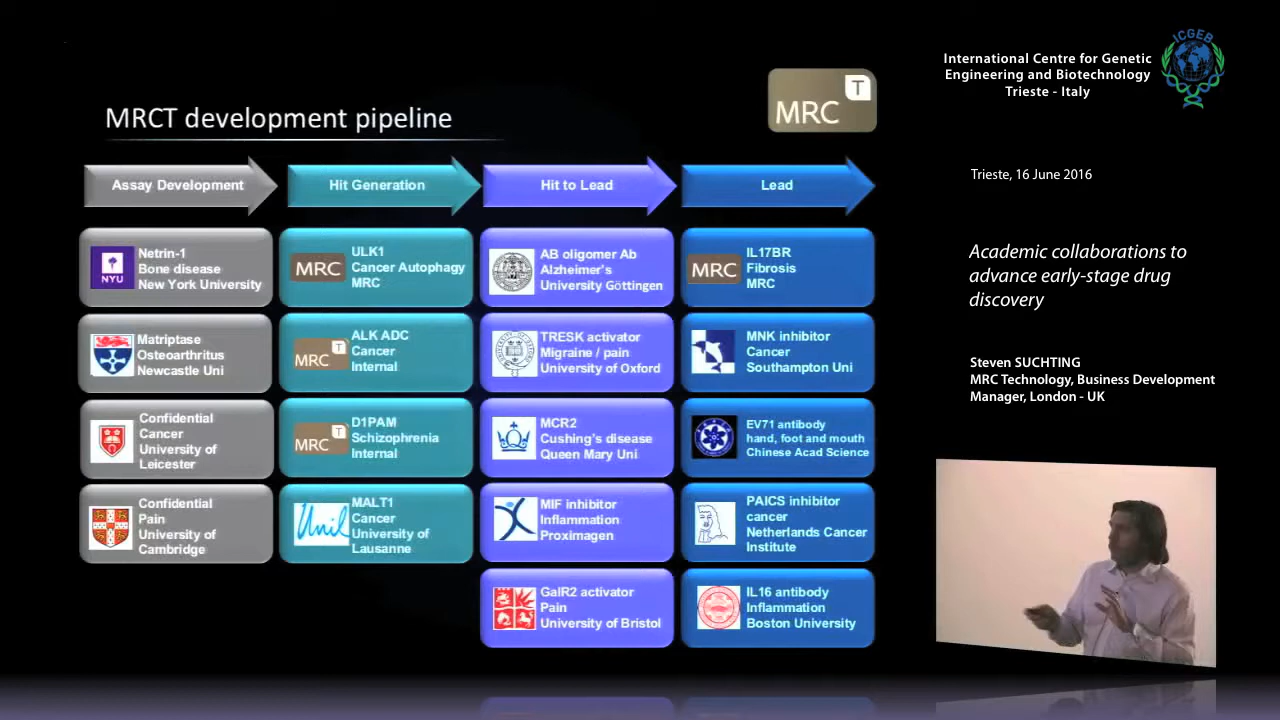 MRCT development pipeline
MRC T
Assay Development
Hit Generation
Hit to Lead
Lead
NYU
Netrin-1
Bone disease
New York University
Matriptase
Osteoarthritus
Newcastle Uni
Confidential
Cancer
University of
Leicester
Confidential
Pain
University of
Cambridge
MRC
ULK1
Cancer Autophagy
MRC
MRC T
ALK ADC
Cancer
Internal
MRC T
D1PAM
Schizophrenia
Internal
Unil
MALT1
Cancer
University of
Lausanne
AB oligomer Ab
Alzheimer's
University Göttingen
TRESK activator
Migraine / pain
University of Oxford
MCR2
Cushing's disease
Queen Mary Uni
MIF inhibitor
Inflammation
Proximagen
GalR2 activator
Pain
University of Bristol
MRC
IL17BR
Fibrosis
MRC
MNK inhibitor
Cancer
Southampton Uni
EV71 antibody
hand, foot and mouth
Chinese Acad Science
PAICS inhibitor
cancer
Netherlands Cancer
Institute
IL16 antibody
Inflammation
Boston University
International Centre for Genetic
Engineering and Biotechnology
Trieste - Italy
ICGEB
Trieste, 16 June 2016
Academic collaborations to
advance early-stage drug
discovery
Steven SUCHTING
MRC Technology, Business Development
Manager, London - UK